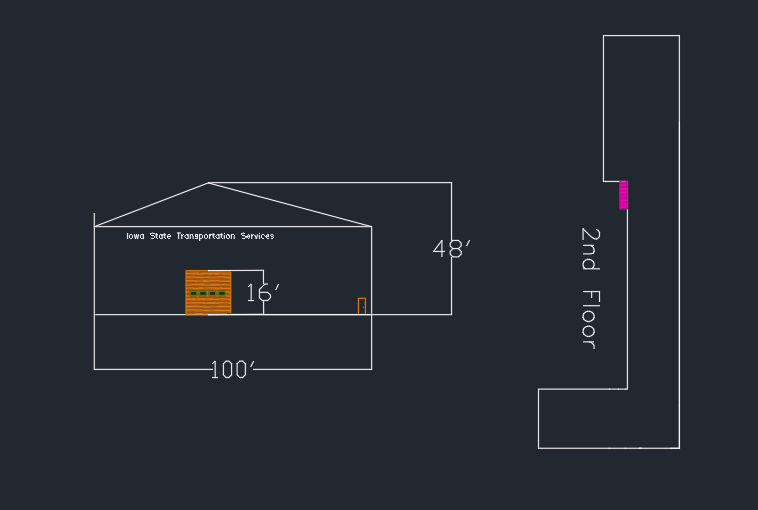 Iowa State Transportation Services
48'
16'
100'
2nd Floor